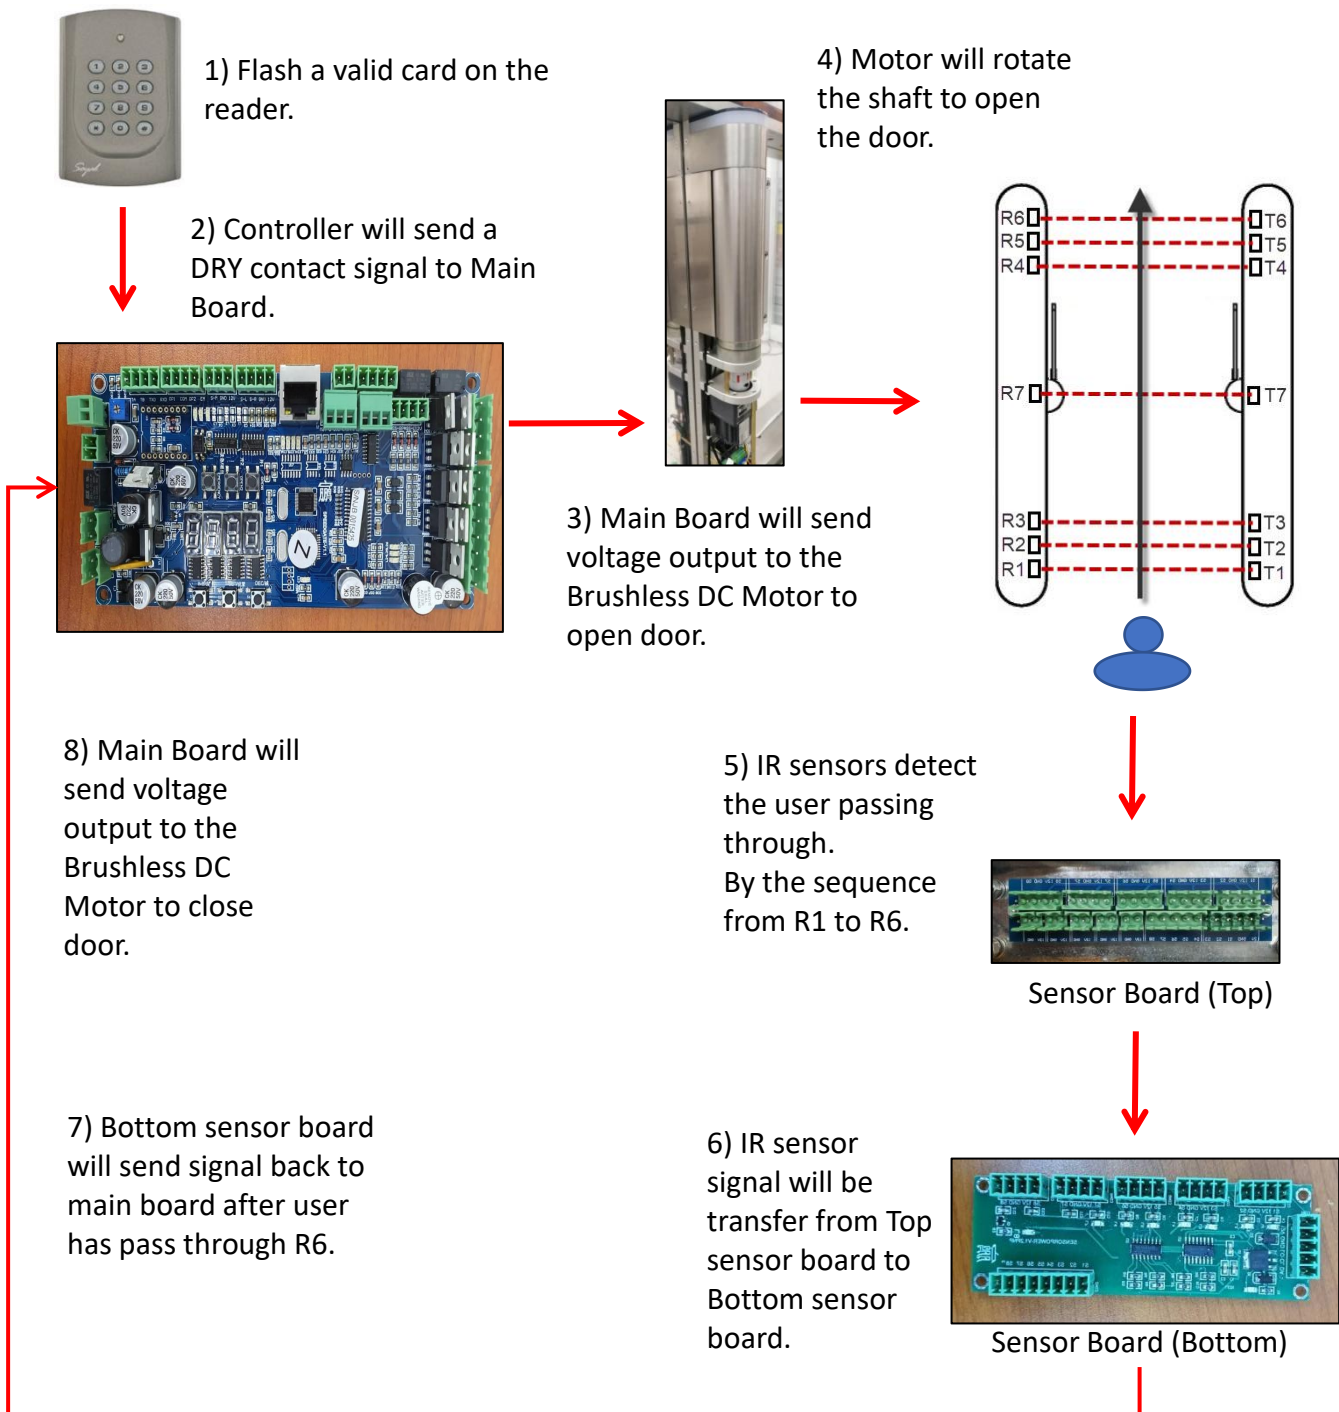 1) Flash a valid card on the
reader.
2) Controller will send a
DRY contact signal to Main
Board.
4) Motor will rotate
the shaft to open
the door.
R6 T6
R5 T5
R4 T4
R7 T7
R3 T3
R2 T2
R1 T1
3) Main Board will send
voltage output to the
Brushless DC Motor to
open door.
8) Main Board will
send voltage
output to the
Brushless DC
Motor to close
door.
5) IR sensors detect
the user passing
through.
By the sequence
from R1 to R6.
Sensor Board (Top)
7) Bottom sensor board
will send signal back to
main board after user
has pass through R6.
6) IR sensor
signal will be
transfer from Top
sensor board to
Bottom sensor
board.
Sensor Board (Bottom)